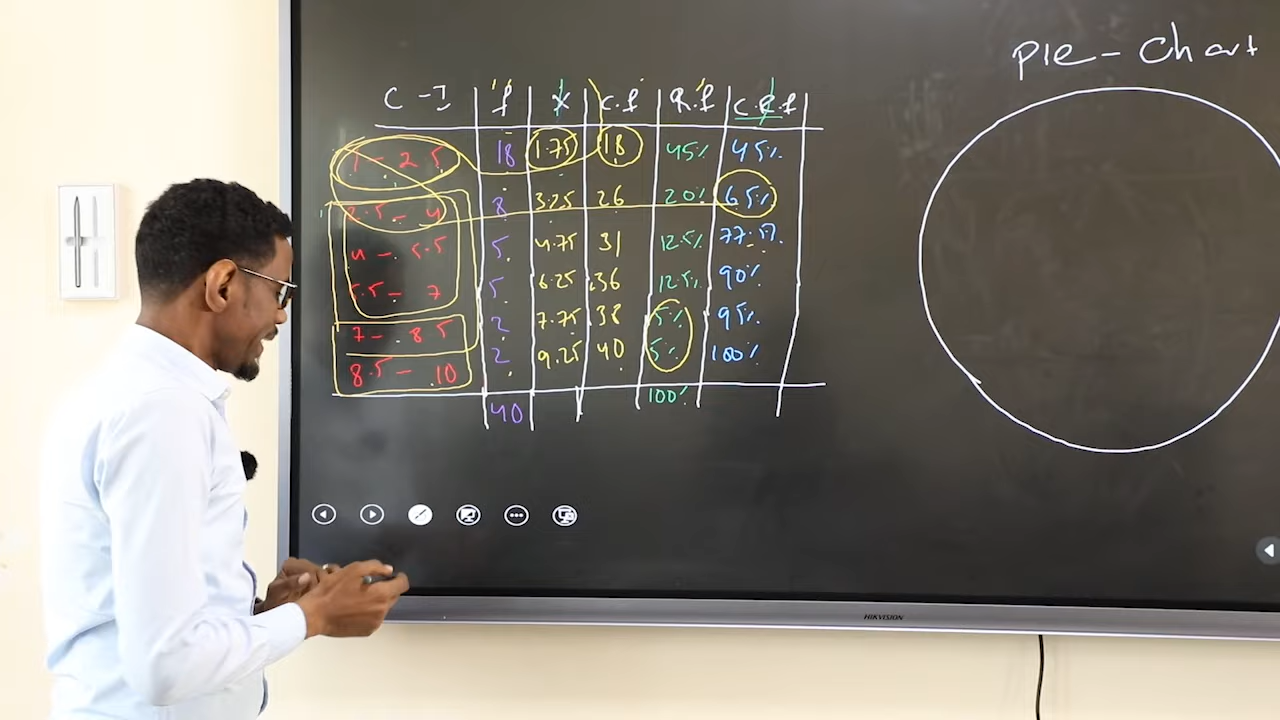 Pie - Chart
C - I f X C.f R.f C.R.f
1 - 2.5 18 1.75 18 45% 45%
2.5 - 4 8 3.25 26 20% 65%
4 - 5.5 5 4.75 31 12.5% 77.5%
5.5 - 7 5 6.25 36 12.5% 90%
7 - 8.5 2 7.75 38 5% 95%
8.5 - 10 2 9.25 40 5% 100%
40 100%
HIKVISION